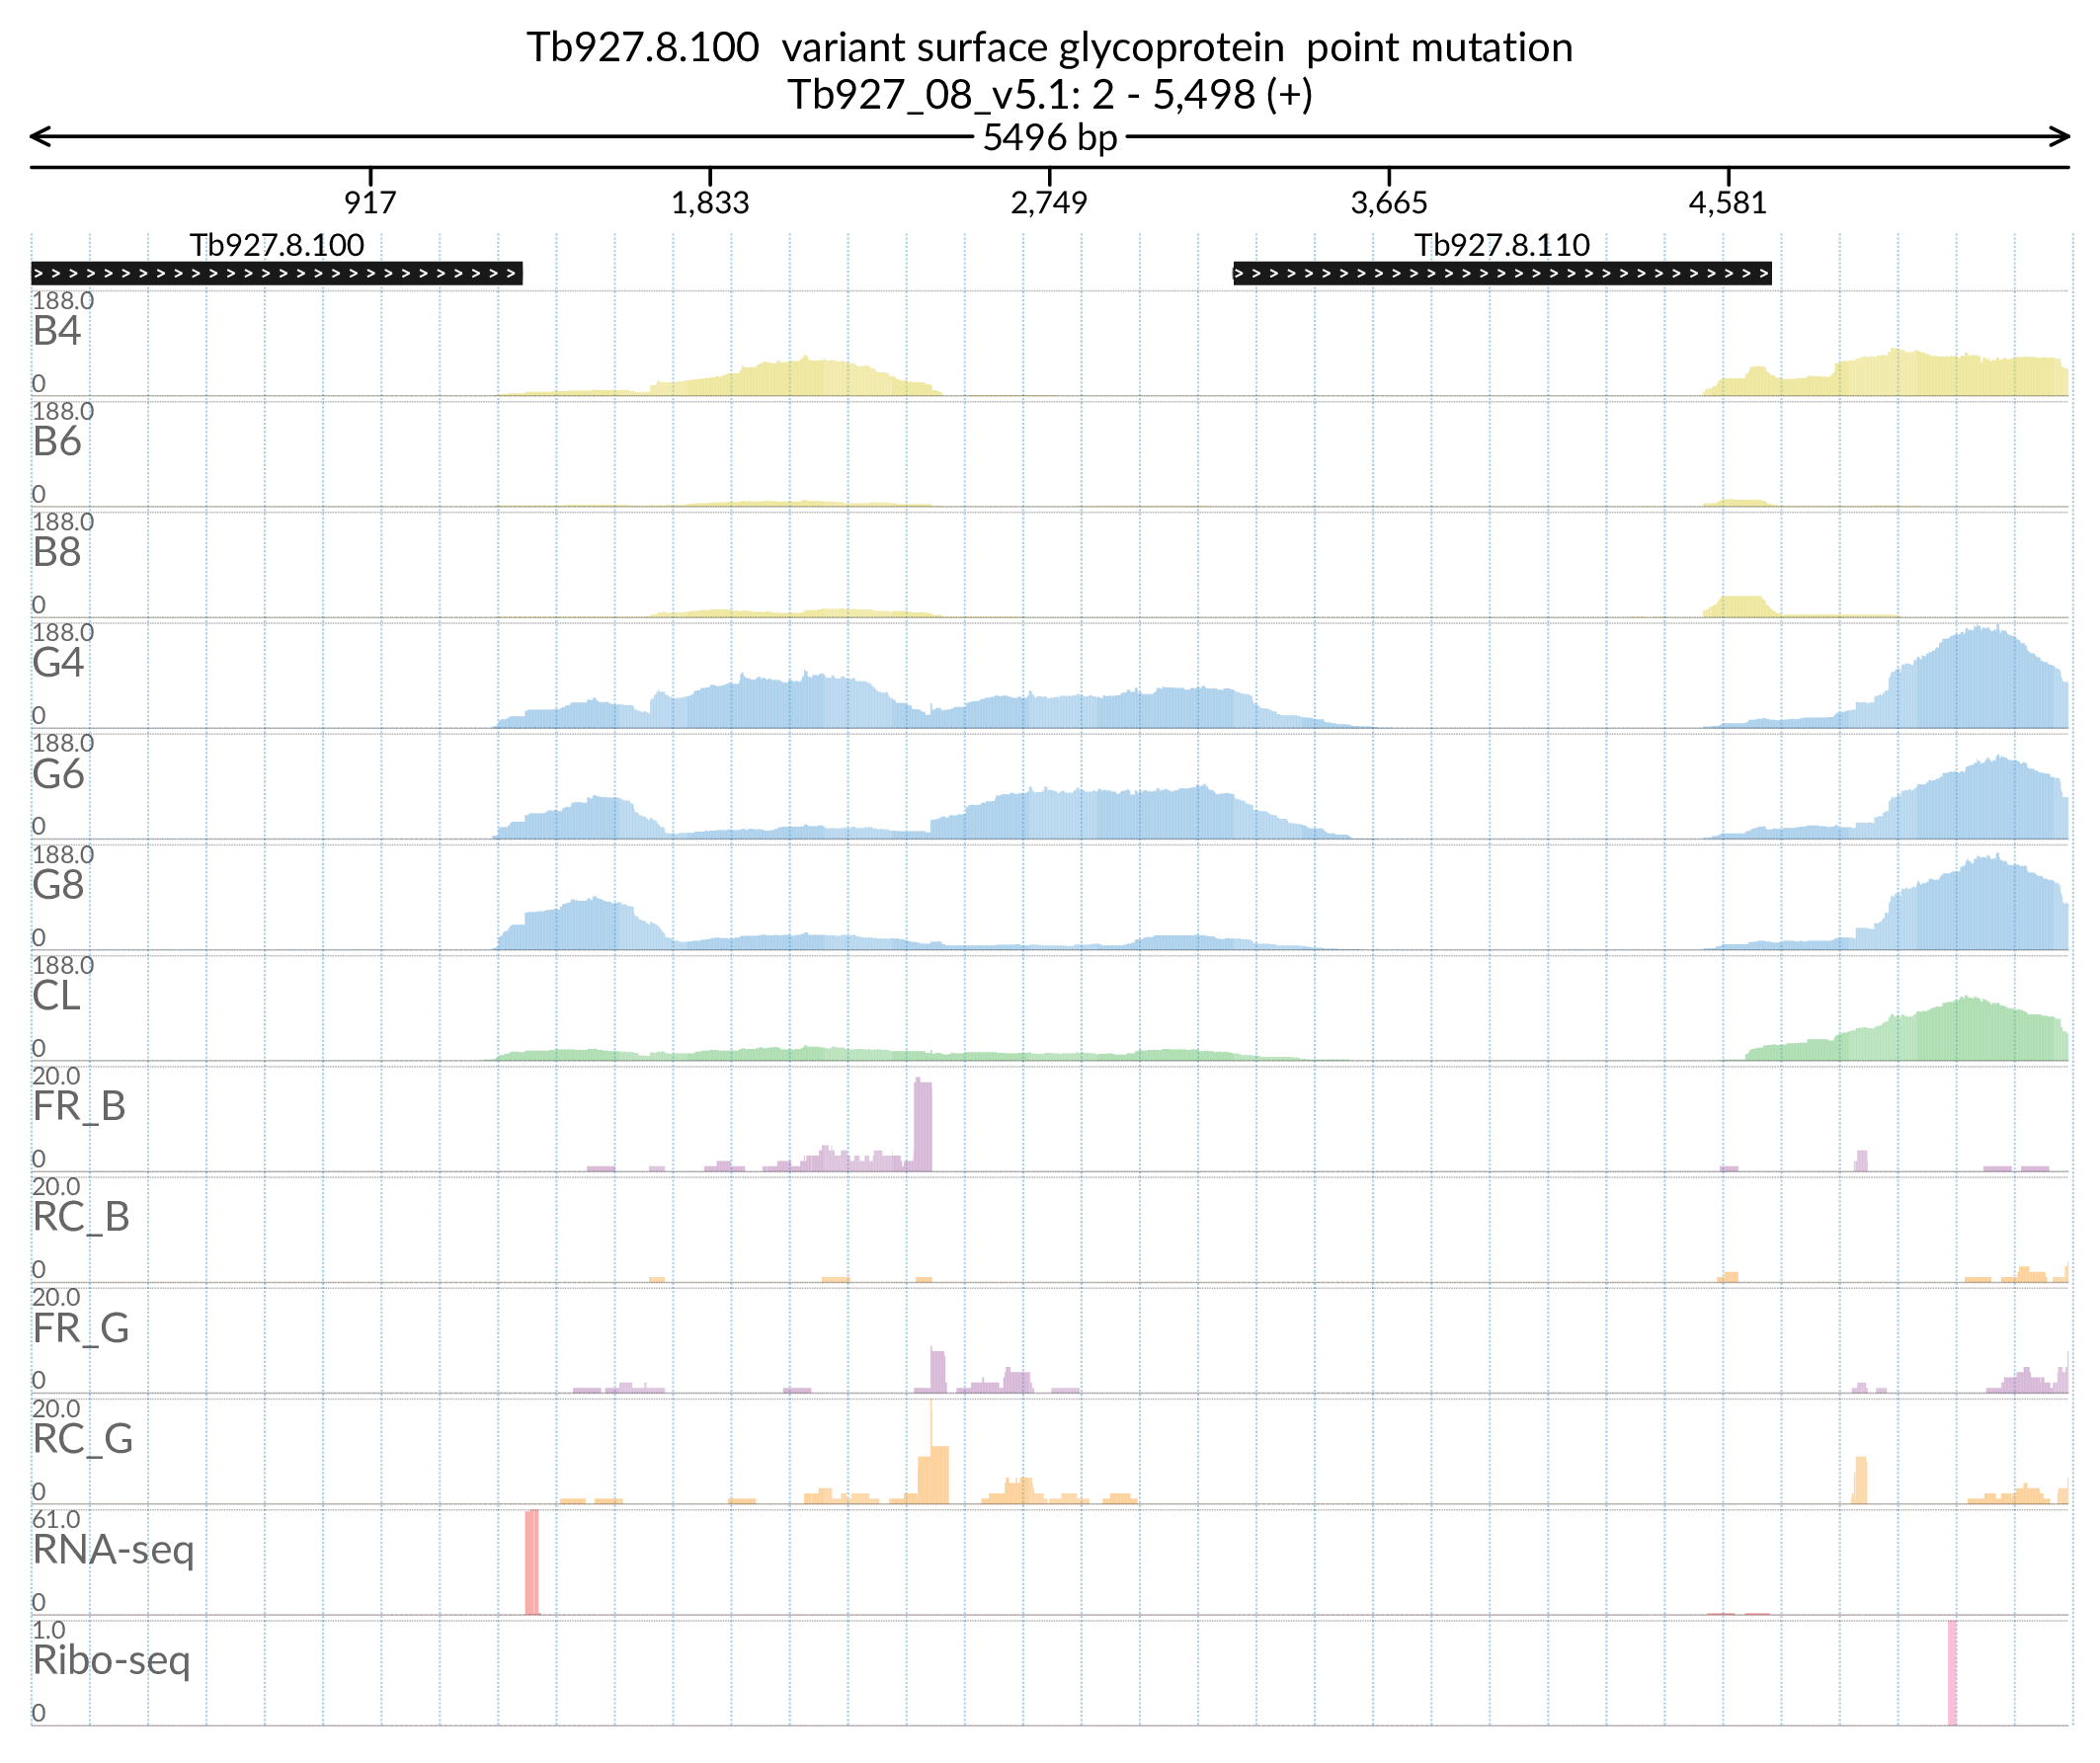 Tb927.8.100 variant surface glycoprotein point mutation
Tb927_08_v5.1: 2 - 5,498 (+)
5496 bp
917 1,833 2,749 3,665 4,581
Tb927.8.100 Tb927.8.110
188.0
B4
0
188.0
B6
0
188.0
B8
0
188.0
G4
0
188.0
G6
0
188.0
G8
0
188.0
CL
0
20.0
FR_B
0
20.0
RC_B
0
20.0
FR_G
0
20.0
RC_G
0
61.0
RNA-seq
0
1.0
Ribo-seq
0